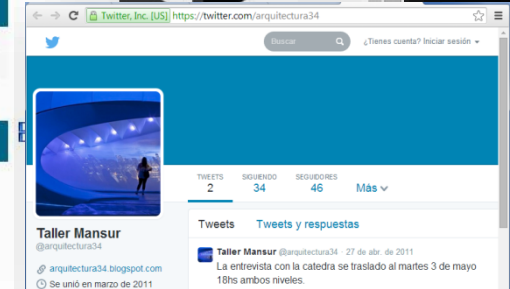 Twitter, Inc. [US] https://twitter.com/arquitectura34
Buscar
¿Tienes cuenta? Iniciar sesión
TWEETS SIGUIENDO SEGUIDORES
2 34 46 Más
Tweets Tweets y respuestas
Taller Mansur
@arquitectura34
arquitectura34.blogspot.com
Se unió en marzo de 2011
Taller Mansur @arquitectura34 · 27 de abr. de 2011
La entrevista con la catedra se traslado al martes 3 de mayo
18hs ambos niveles.